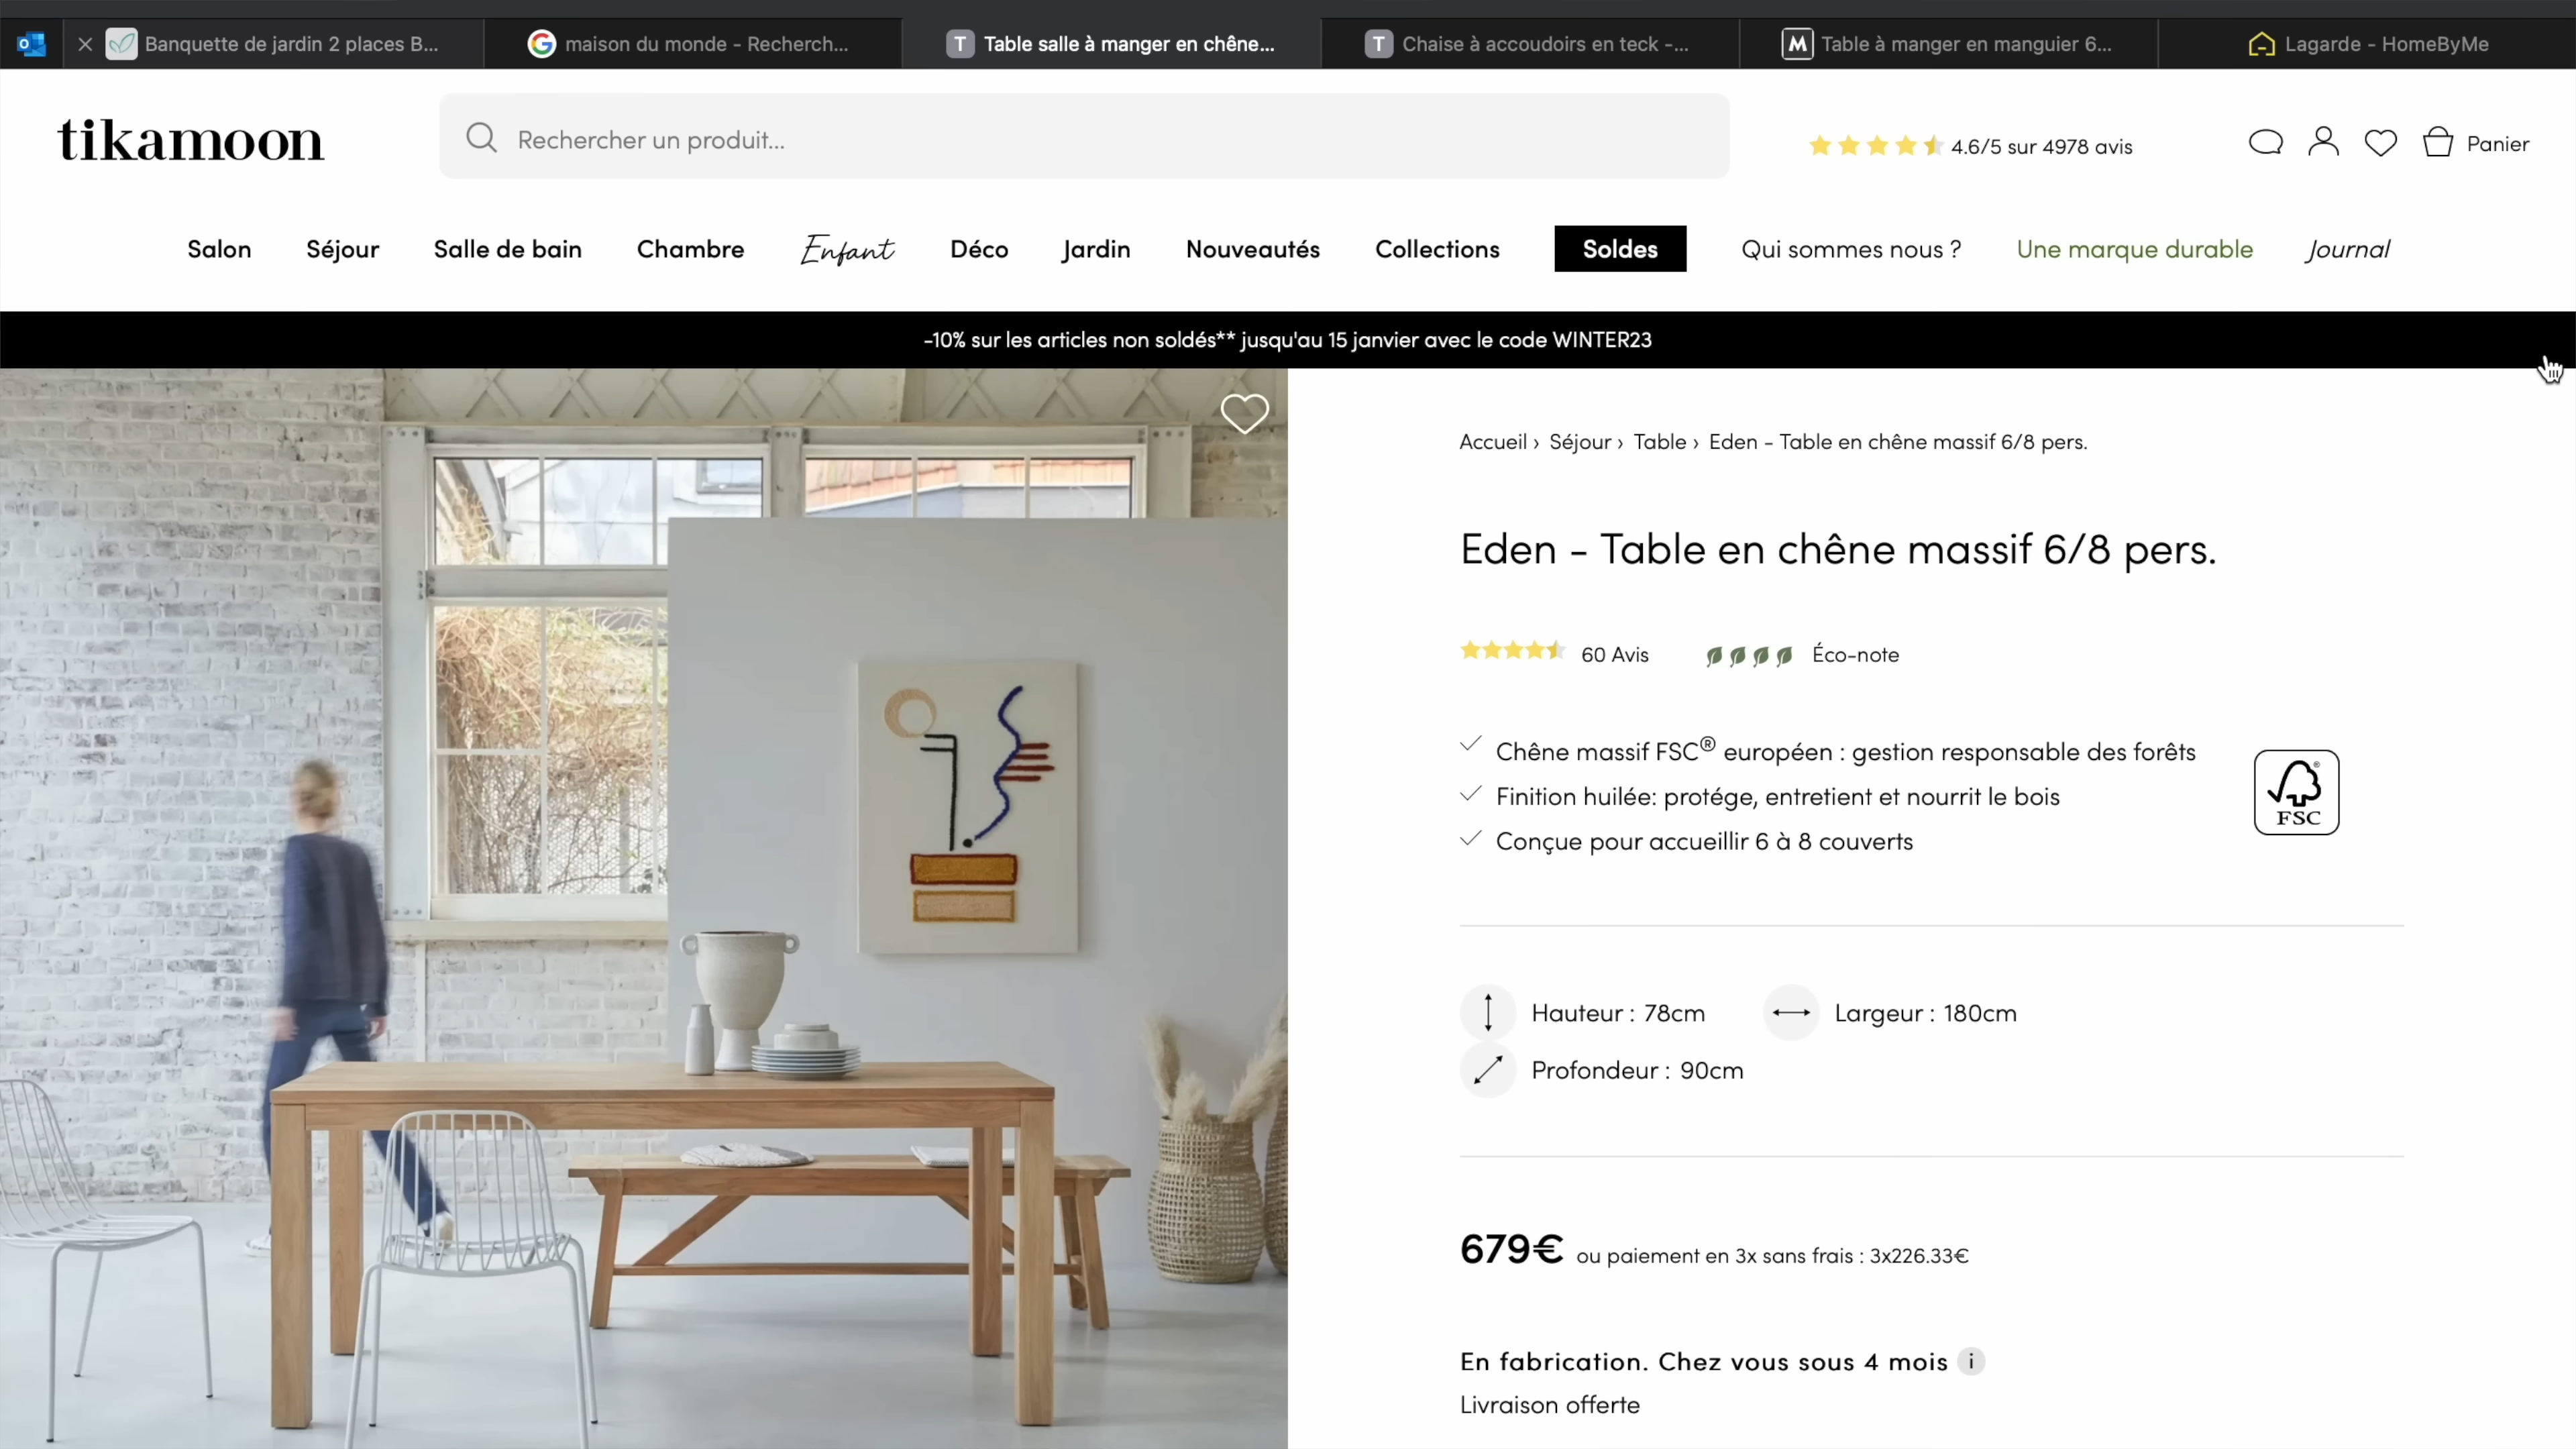 Banquette de jardin 2 places B...
maison du monde - Recherch...
T Table salle à manger en chêne...
T Chaise à accoudoirs en teck -...
M Table à manger en manguier 6...
Lagarde - HomeByMe
tikamoon
Rechercher un produit...
4.6/5 sur 4978 avis
Panier
Salon Séjour Salle de bain Chambre Enfant Déco Jardin Nouveautés Collections Soldes Qui sommes nous ? Une marque durable Journal
-10% sur les articles non soldés** jusqu'au 15 janvier avec le code WINTER23
Accueil › Séjour › Table › Eden - Table en chêne massif 6/8 pers.
Eden - Table en chêne massif 6/8 pers.
60 Avis Éco-note
Chêne massif FSC® européen : gestion responsable des forêts
Finition huilée: protége, entretient et nourrit le bois
Conçue pour accueillir 6 à 8 couverts
FSC
Hauteur : 78cm Largeur : 180cm
Profondeur : 90cm
679€ ou paiement en 3x sans frais : 3x226.33€
En fabrication. Chez vous sous 4 mois i
Livraison offerte